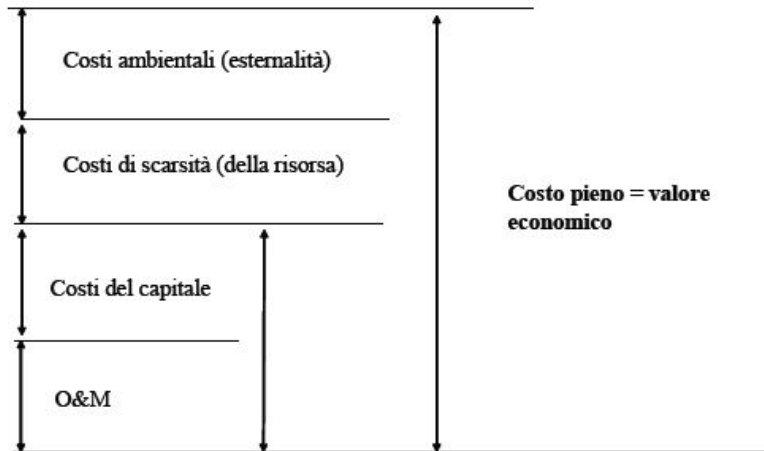 Costi ambientali (esternalità)
Costi di scarsità (della risorsa)
Costo pieno = valore
economico
Costi del capitale
O&M